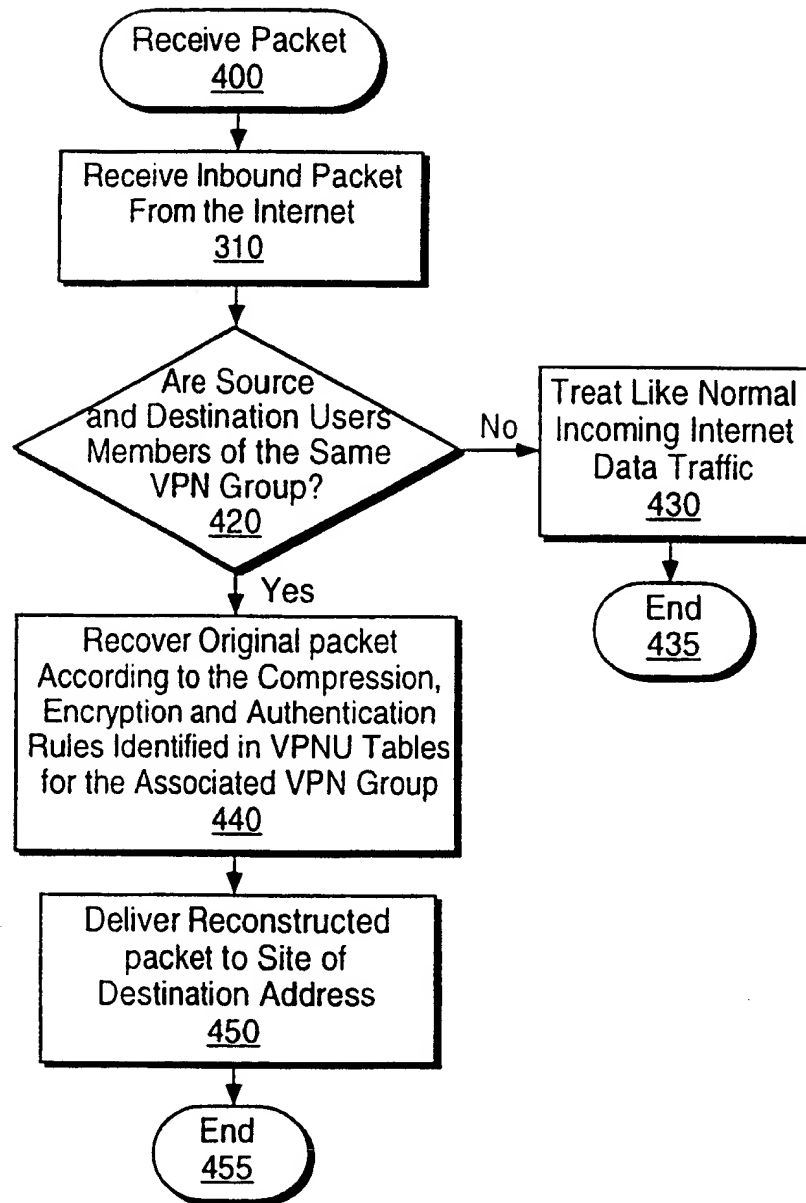 Receive Packet
400
Receive Inbound Packet
From the Internet
310
Are Source
and Destination Users
Members of the Same
VPN Group?
420
No
Treat Like Normal
Incoming Internet
Data Traffic
430
End
435
Yes
Recover Original packet
According to the Compression,
Encryption and Authentication
Rules Identified in VPNU Tables
for the Associated VPN Group
440
Deliver Reconstructed
packet to Site of
Destination Address
450
End
455